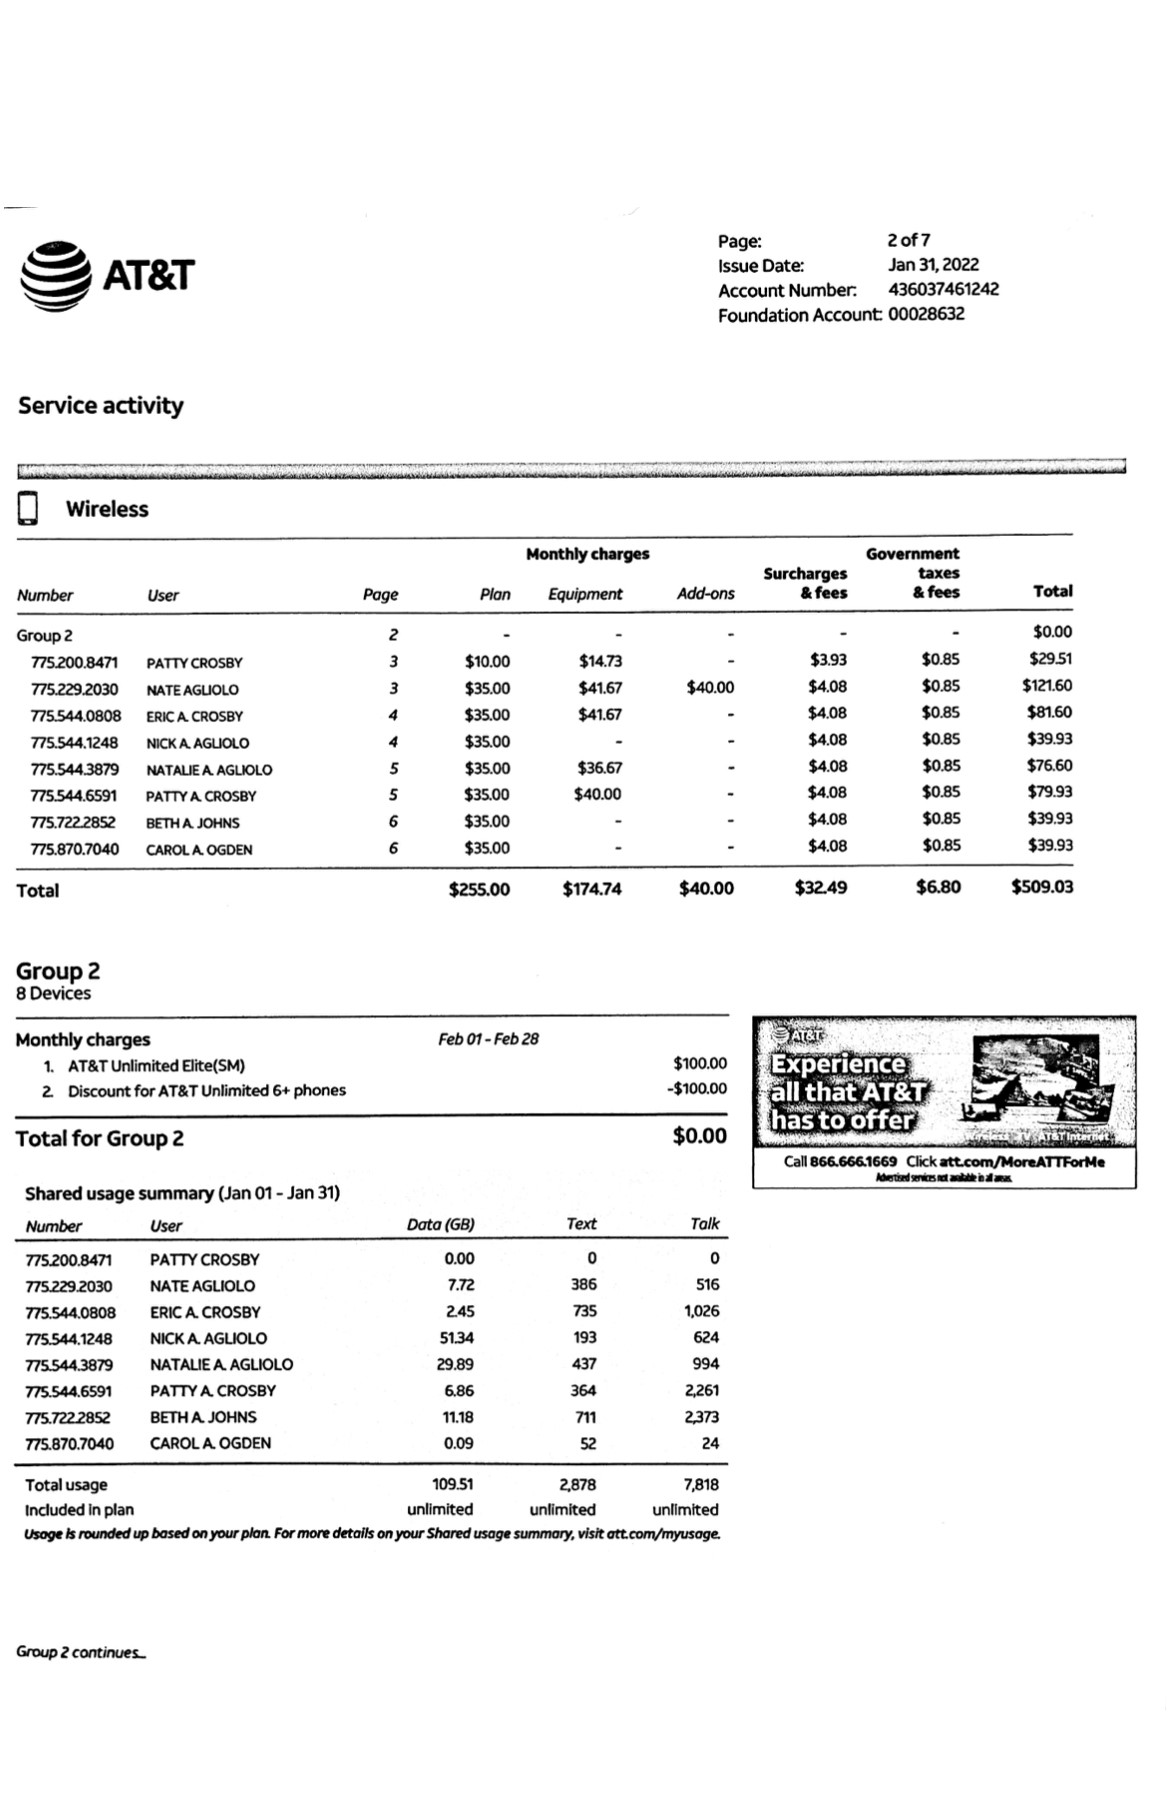 AT&T
Page: 2 of 7
Issue Date: Jan 31, 2022
Account Number: 436037461242
Foundation Account: 00028632
Service activity
Wireless
Monthly charges Government
Surcharges taxes
Number User Page Plan Equipment Add-ons & fees & fees Total
Group 2 2 - - - - - $0.00
775.200.8471 PATTY CROSBY 3 $10.00 $14.73 - $3.93 $0.85 $29.51
775.229.2030 NATE AGLIOLO 3 $35.00 $41.67 $40.00 $4.08 $0.85 $121.60
775.544.0808 ERIC A. CROSBY 4 $35.00 $41.67 - $4.08 $0.85 $81.60
775.544.1248 NICK A. AGLIOLO 4 $35.00 - - $4.08 $0.85 $39.93
775.544.3879 NATALIE A. AGLIOLO 5 $35.00 $36.67 - $4.08 $0.85 $76.60
775.544.6591 PATTY A. CROSBY 5 $35.00 $40.00 - $4.08 $0.85 $79.93
775.722.2852 BETH A. JOHNS 6 $35.00 - - $4.08 $0.85 $39.93
775.870.7040 CAROL A. OGDEN 6 $35.00 - - $4.08 $0.85 $39.93
Total $255.00 $174.74 $40.00 $32.49 $6.80 $509.03
Group 2
8 Devices
Monthly charges Feb 01 - Feb 28
1. AT&T Unlimited Elite(SM) $100.00
2. Discount for AT&T Unlimited 6+ phones -$100.00
Total for Group 2 $0.00
AT&T
Experience
all that AT&T
has to offer
Call 866.666.1669 Click att.com/MoreATTForMe
Advertised services not available in all areas.
Shared usage summary (Jan 01 - Jan 31)
Number User Data (GB) Text Talk
775.200.8471 PATTY CROSBY 0.00 0 0
775.229.2030 NATE AGLIOLO 7.72 386 516
775.544.0808 ERIC A. CROSBY 2.45 735 1,026
775.544.1248 NICK A. AGLIOLO 51.34 193 624
775.544.3879 NATALIE A. AGLIOLO 29.89 437 994
775.544.6591 PATTY A. CROSBY 6.86 364 2,261
775.722.2852 BETH A. JOHNS 11.18 711 2,373
775.870.7040 CAROL A. OGDEN 0.09 52 24
Total usage 109.51 2,878 7,818
Included in plan unlimited unlimited unlimited
Usage is rounded up based on your plan. For more details on your Shared usage summary, visit att.com/myusage.
Group 2 continues...